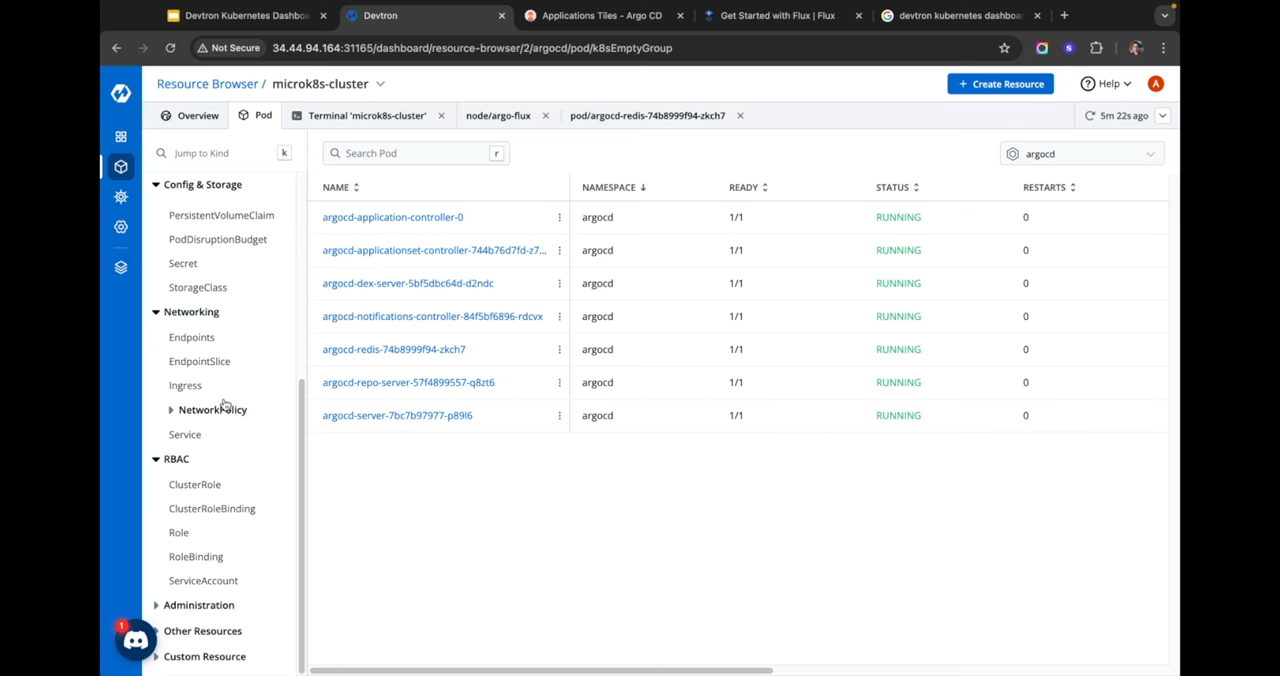 Devtron Kubernetes Dashboa
Devtron
Applications Tiles - Argo CD
Get Started with Flux | Flux
devtron kubernetes dashboa
Not Secure
34.44.94.164:31165/dashboard/resource-browser/2/argocd/pod/k8sEmptyGroup
Resource Browser / microk8s-cluster
+ Create Resource
Help
A
Overview
Pod
Terminal 'microk8s-cluster'
node/argo-flux
pod/argocd-redis-74b8999f94-zkch7
5m 22s ago
Jump to Kind
k
Search Pod
r
argocd
Config & Storage
PersistentVolumeClaim
PodDisruptionBudget
Secret
StorageClass
Networking
Endpoints
EndpointSlice
Ingress
NetworkPolicy
Service
RBAC
ClusterRole
ClusterRoleBinding
Role
RoleBinding
ServiceAccount
Administration
Other Resources
Custom Resource
1
NAME NAMESPACE READY STATUS RESTARTS
argocd-application-controller-0 argocd 1/1 RUNNING 0
argocd-applicationset-controller-744b76d7fd-z7... argocd 1/1 RUNNING 0
argocd-dex-server-5bf5dbc64d-d2ndc argocd 1/1 RUNNING 0
argocd-notifications-controller-84f5bf6896-rdcvx argocd 1/1 RUNNING 0
argocd-redis-74b8999f94-zkch7 argocd 1/1 RUNNING 0
argocd-repo-server-57f4899557-q8zt6 argocd 1/1 RUNNING 0
argocd-server-7bc7b97977-p89l6 argocd 1/1 RUNNING 0